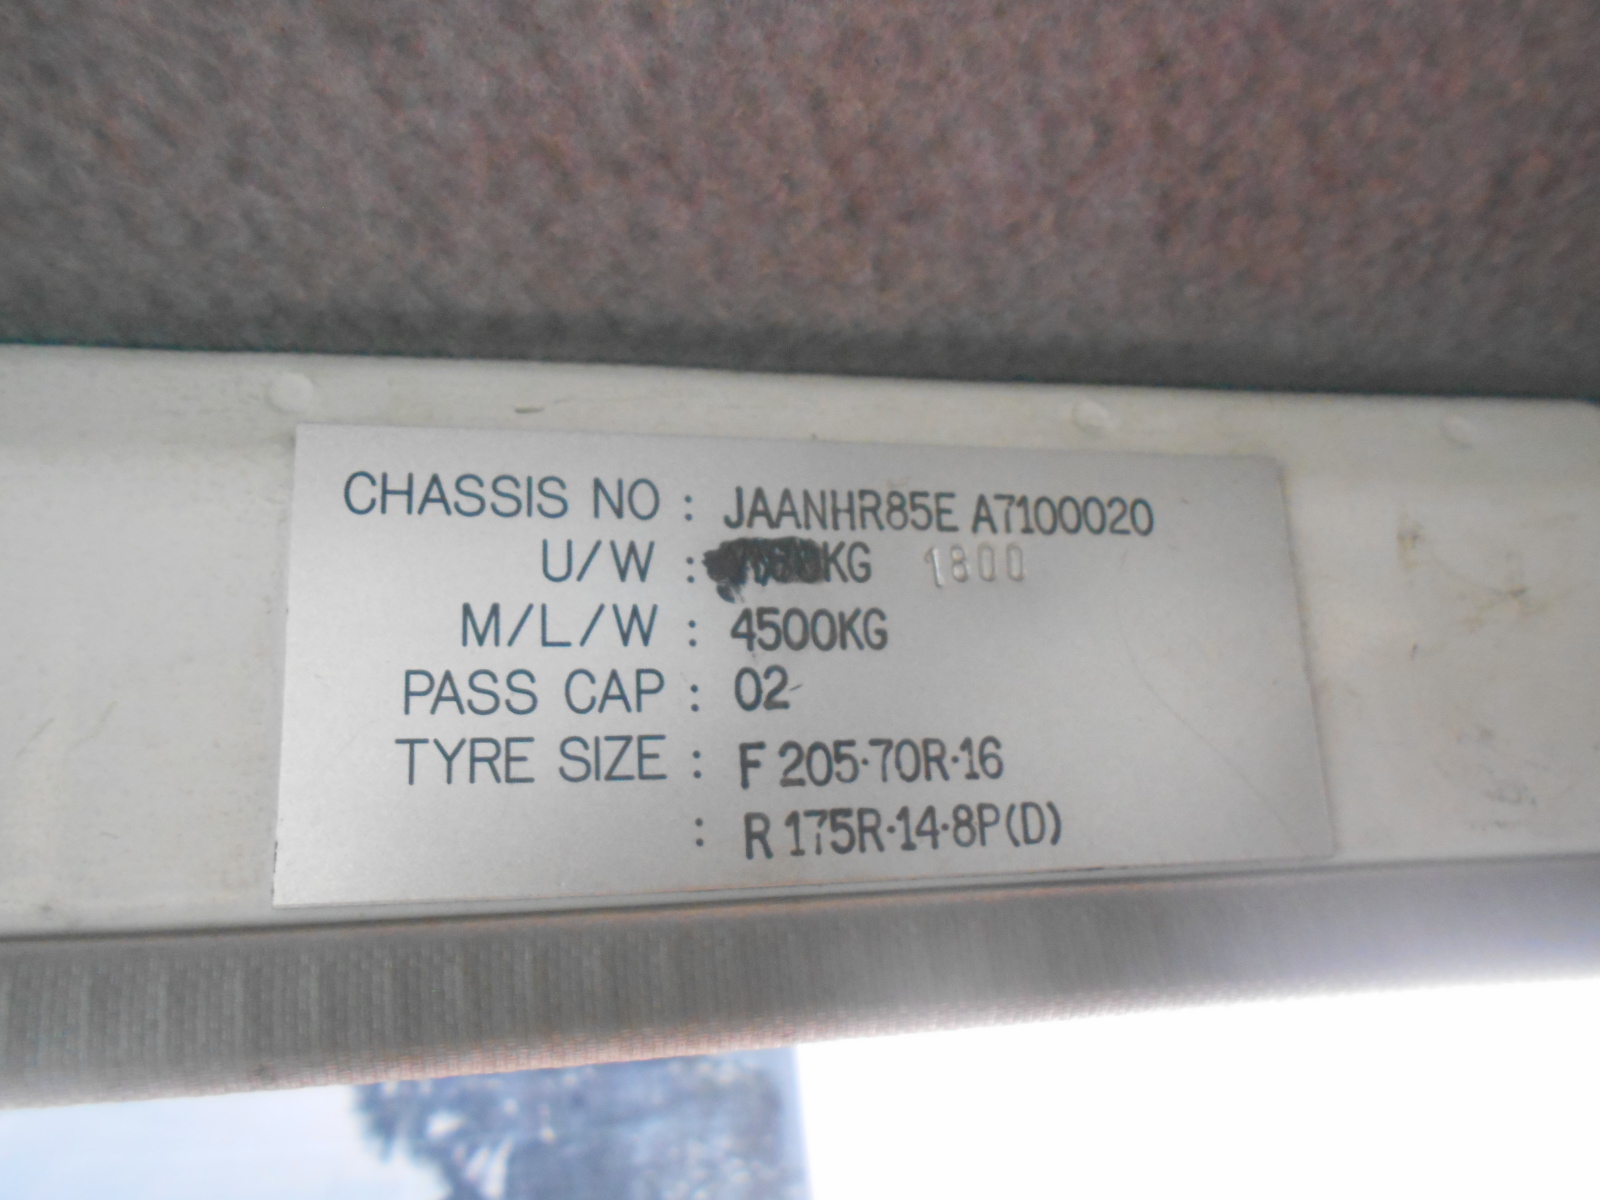 CHASSIS NO : JAANHR85E A7100020
U/W : KG 1800
M/L/W : 4500KG
PASS CAP : 02
TYRE SIZE : F 205·70R·16
: R 175R·14·8P(D)